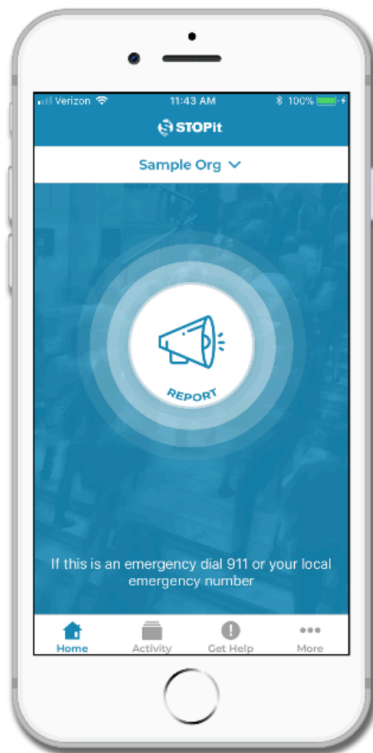 Verizon 11:43 AM 100%
STOPit
Sample Org
REPORT
If this is an emergency dial 911 or your local
emergency number
Home Activity Get Help More